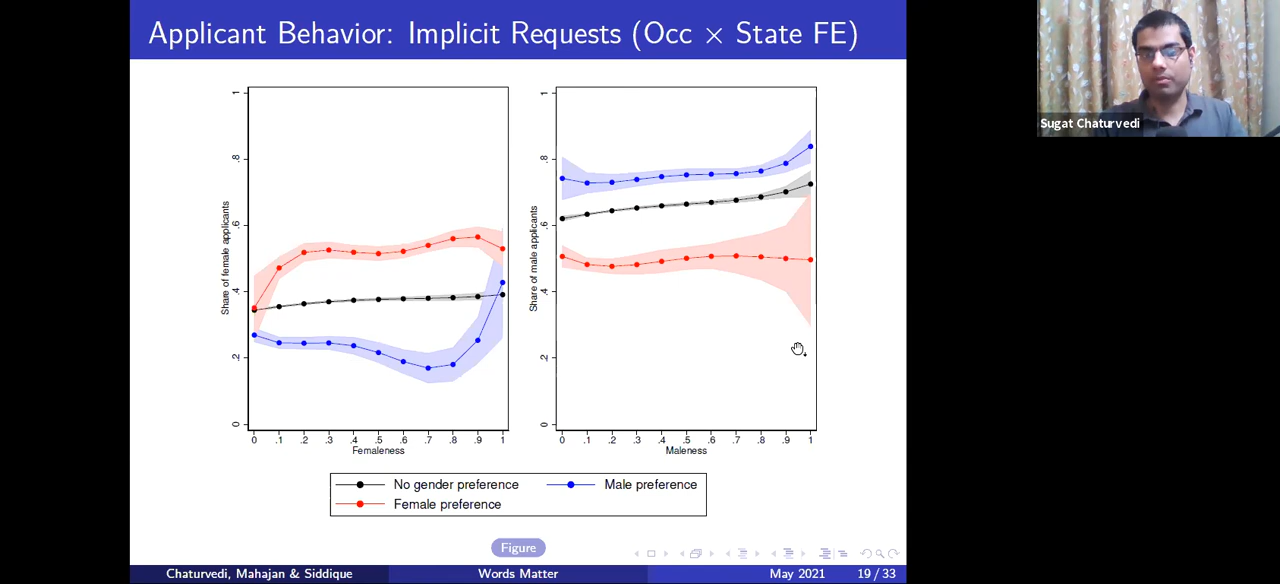 Applicant Behavior: Implicit Requests (Occ × State FE)
Sugat Chaturvedi
Share of female applicants
0 .2 .4 .6 .8 1
0 .1 .2 .3 .4 .5 .6 .7 .8 .9 1
Femaleness
Share of male applicants
0 .2 .4 .6 .8 1
0 .1 .2 .3 .4 .5 .6 .7 .8 .9 1
Maleness
No gender preference Male preference
Female preference
Figure
Chaturvedi, Mahajan & Siddique Words Matter May 2021 19 / 33